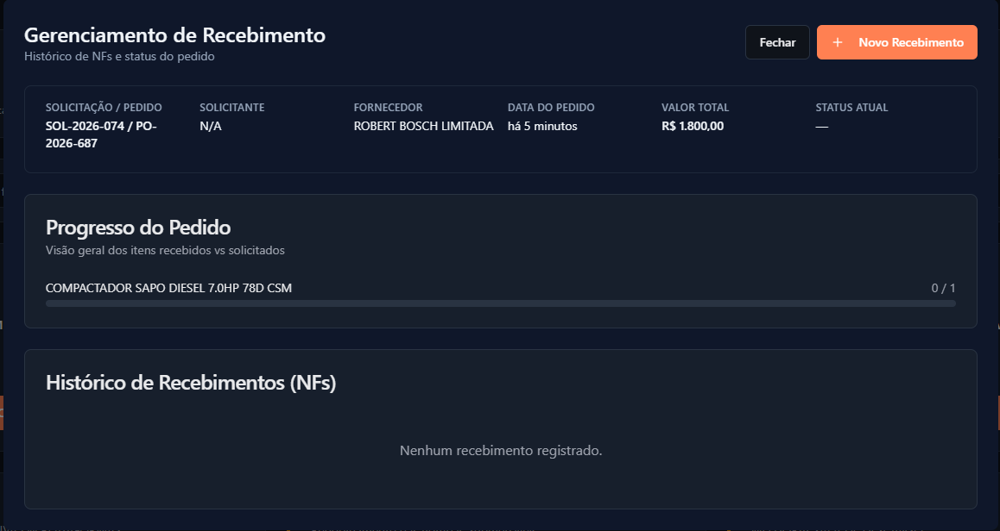 Gerenciamento de Recebimento
Histórico de NFs e status do pedido
Fechar
+ Novo Recebimento
SOLICITAÇÃO / PEDIDO
SOL-2026-074 / PO-
2026-687
SOLICITANTE
N/A
FORNECEDOR
ROBERT BOSCH LIMITADA
DATA DO PEDIDO
há 5 minutos
VALOR TOTAL
R$ 1.800,00
STATUS ATUAL
—
Progresso do Pedido
Visão geral dos itens recebidos vs solicitados
COMPACTADOR SAPO DIESEL 7.0HP 78D CSM
0 / 1
Histórico de Recebimentos (NFs)
Nenhum recebimento registrado.